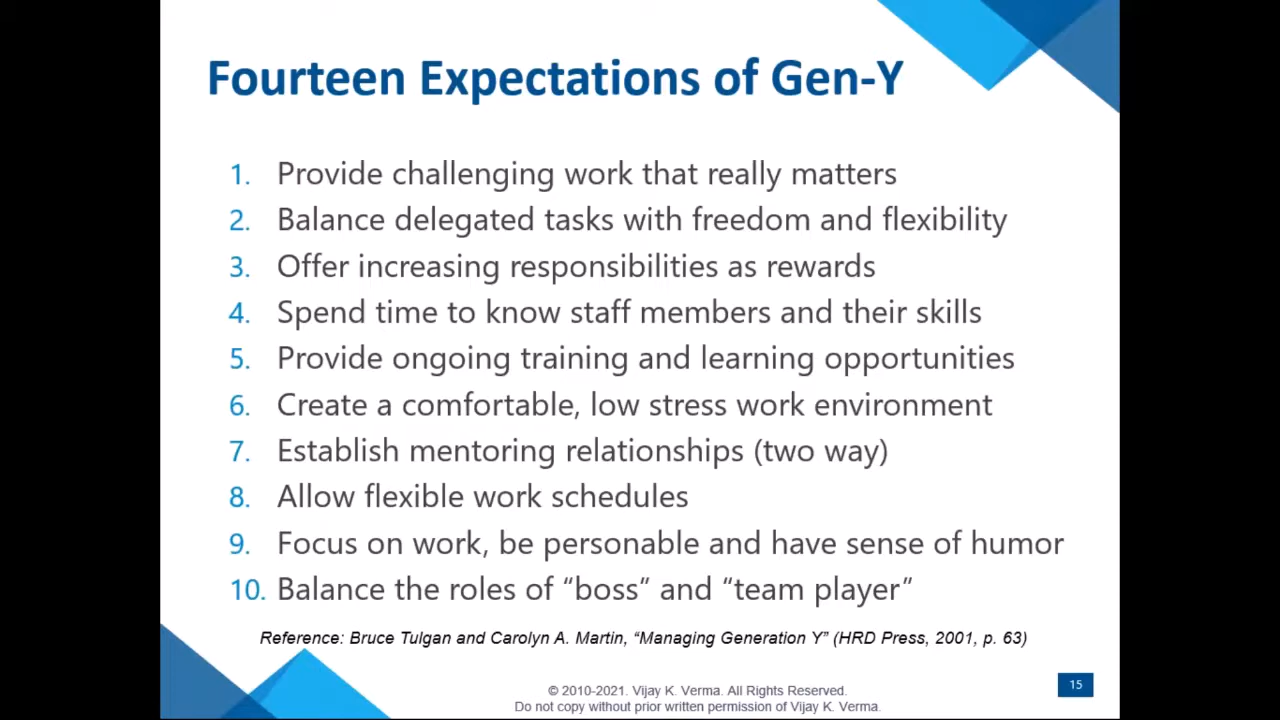 Fourteen Expectations of Gen-Y
1. Provide challenging work that really matters
2. Balance delegated tasks with freedom and flexibility
3. Offer increasing responsibilities as rewards
4. Spend time to know staff members and their skills
5. Provide ongoing training and learning opportunities
6. Create a comfortable, low stress work environment
7. Establish mentoring relationships (two way)
8. Allow flexible work schedules
9. Focus on work, be personable and have sense of humor
10. Balance the roles of “boss” and “team player”
Reference: Bruce Tulgan and Carolyn A. Martin, “Managing Generation Y” (HRD Press, 2001, p. 63)
15
© 2010-2021. Vijay K. Verma. All Rights Reserved.
Do not copy without prior written permission of Vijay K. Verma.